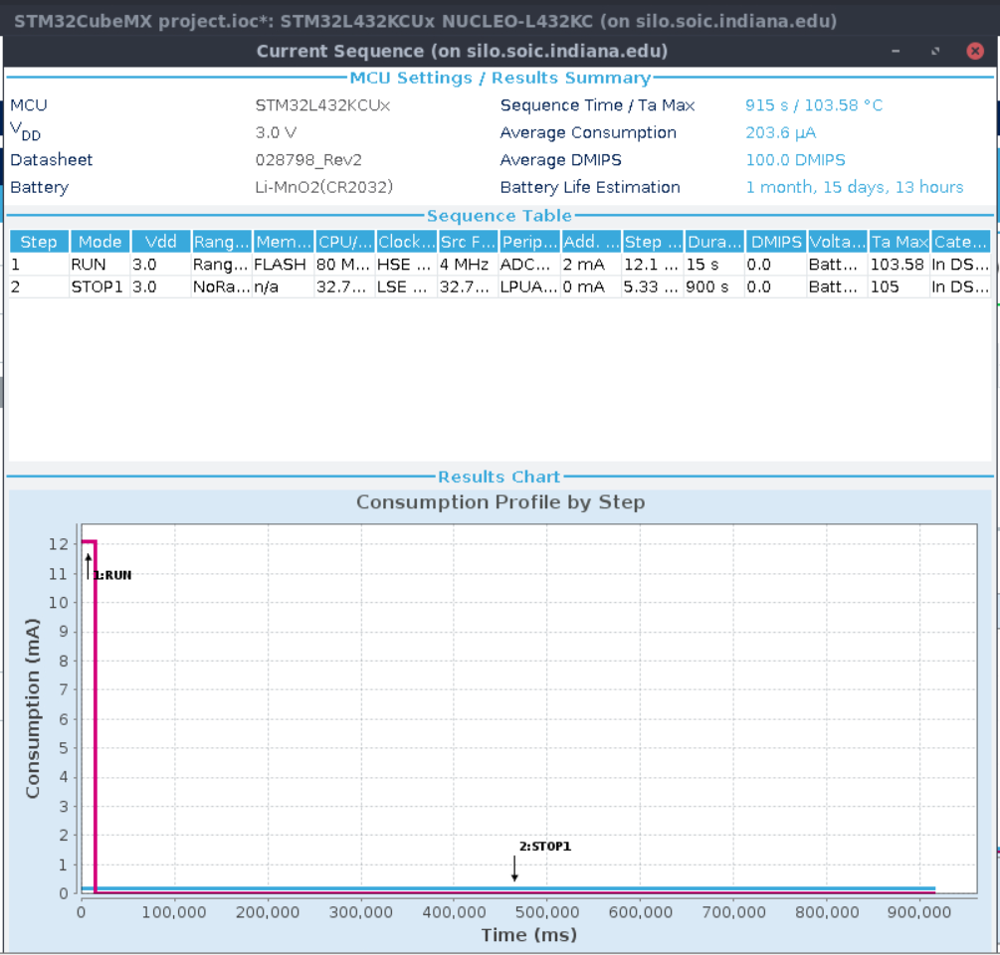 STM32CubeMX project.ioc*: STM32L432KCUx NUCLEO-L432KC (on silo.soic.indiana.edu)
Current Sequence (on silo.soic.indiana.edu)
MCU Settings / Results Summary
MCU STM32L432KCUx Sequence Time / Ta Max 915 s / 103.58 °C
VDD 3.0 V Average Consumption 203.6 µA
Datasheet 028798_Rev2 Average DMIPS 100.0 DMIPS
Battery Li-MnO2(CR2032) Battery Life Estimation 1 month, 15 days, 13 hours
Sequence Table
Step Mode Vdd Rang... Mem... CPU/... Clock... Src F... Perip... Add. ... Step ... Dura... DMIPS Volta... Ta Max Cate...
1 RUN 3.0 Rang... FLASH 80 M... HSE ... 4 MHz ADC... 2 mA 12.1 ... 15 s 0.0 Batt... 103.58 In DS...
2 STOP1 3.0 NoRa... n/a 32.7... LSE ... 32.7... LPUA... 0 mA 5.33 ... 900 s 0.0 Batt... 105 In DS...
Results Chart
Consumption Profile by Step
Consumption (mA)
12
11
10
9
8
7
6
5
4
3
2
1
0
1:RUN
2:STOP1
0 100,000 200,000 300,000 400,000 500,000 600,000 700,000 800,000 900,000
Time (ms)